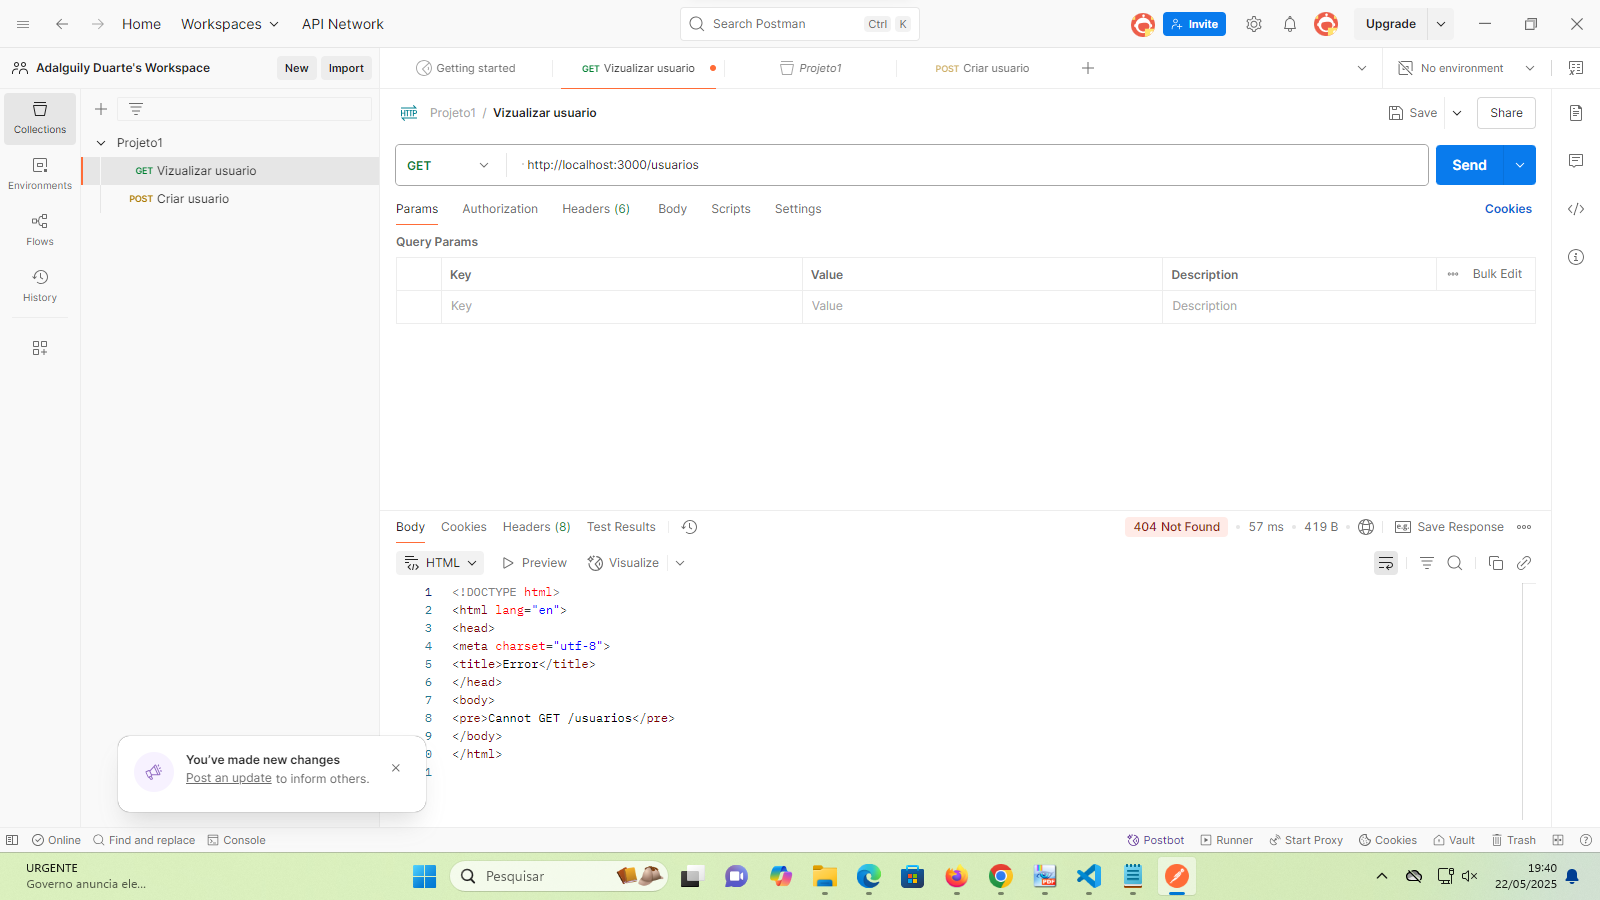 Home Workspaces API Network Search Postman Ctrl K Invite Upgrade
Adalguily Duarte's Workspace New Import Getting started GET Vizualizar usuario Projeto1 POST Criar usuario No environment
Collections
Environments
Flows
History
Projeto1
GET Vizualizar usuario
POST Criar usuario
HTTP Projeto1 / Vizualizar usuario Save Share
GET http://localhost:3000/usuarios Send
Params Authorization Headers (6) Body Scripts Settings Cookies
Query Params
Key Value Description Bulk Edit
Key Value Description
Body Cookies Headers (8) Test Results 404 Not Found 57 ms 419 B e.g. Save Response
HTML Preview Visualize
1 <!DOCTYPE html>
2 <html lang="en">
3 <head>
4 <meta charset="utf-8">
5 <title>Error</title>
6 </head>
7 <body>
8 <pre>Cannot GET /usuarios</pre>
9 </body>
0 </html>
1
You've made new changes
Post an update to inform others.
Online Find and replace Console Postbot Runner Start Proxy Cookies Vault Trash
URGENTE
Governo anuncia ele...
Pesquisar
PDF
19:40
22/05/2025